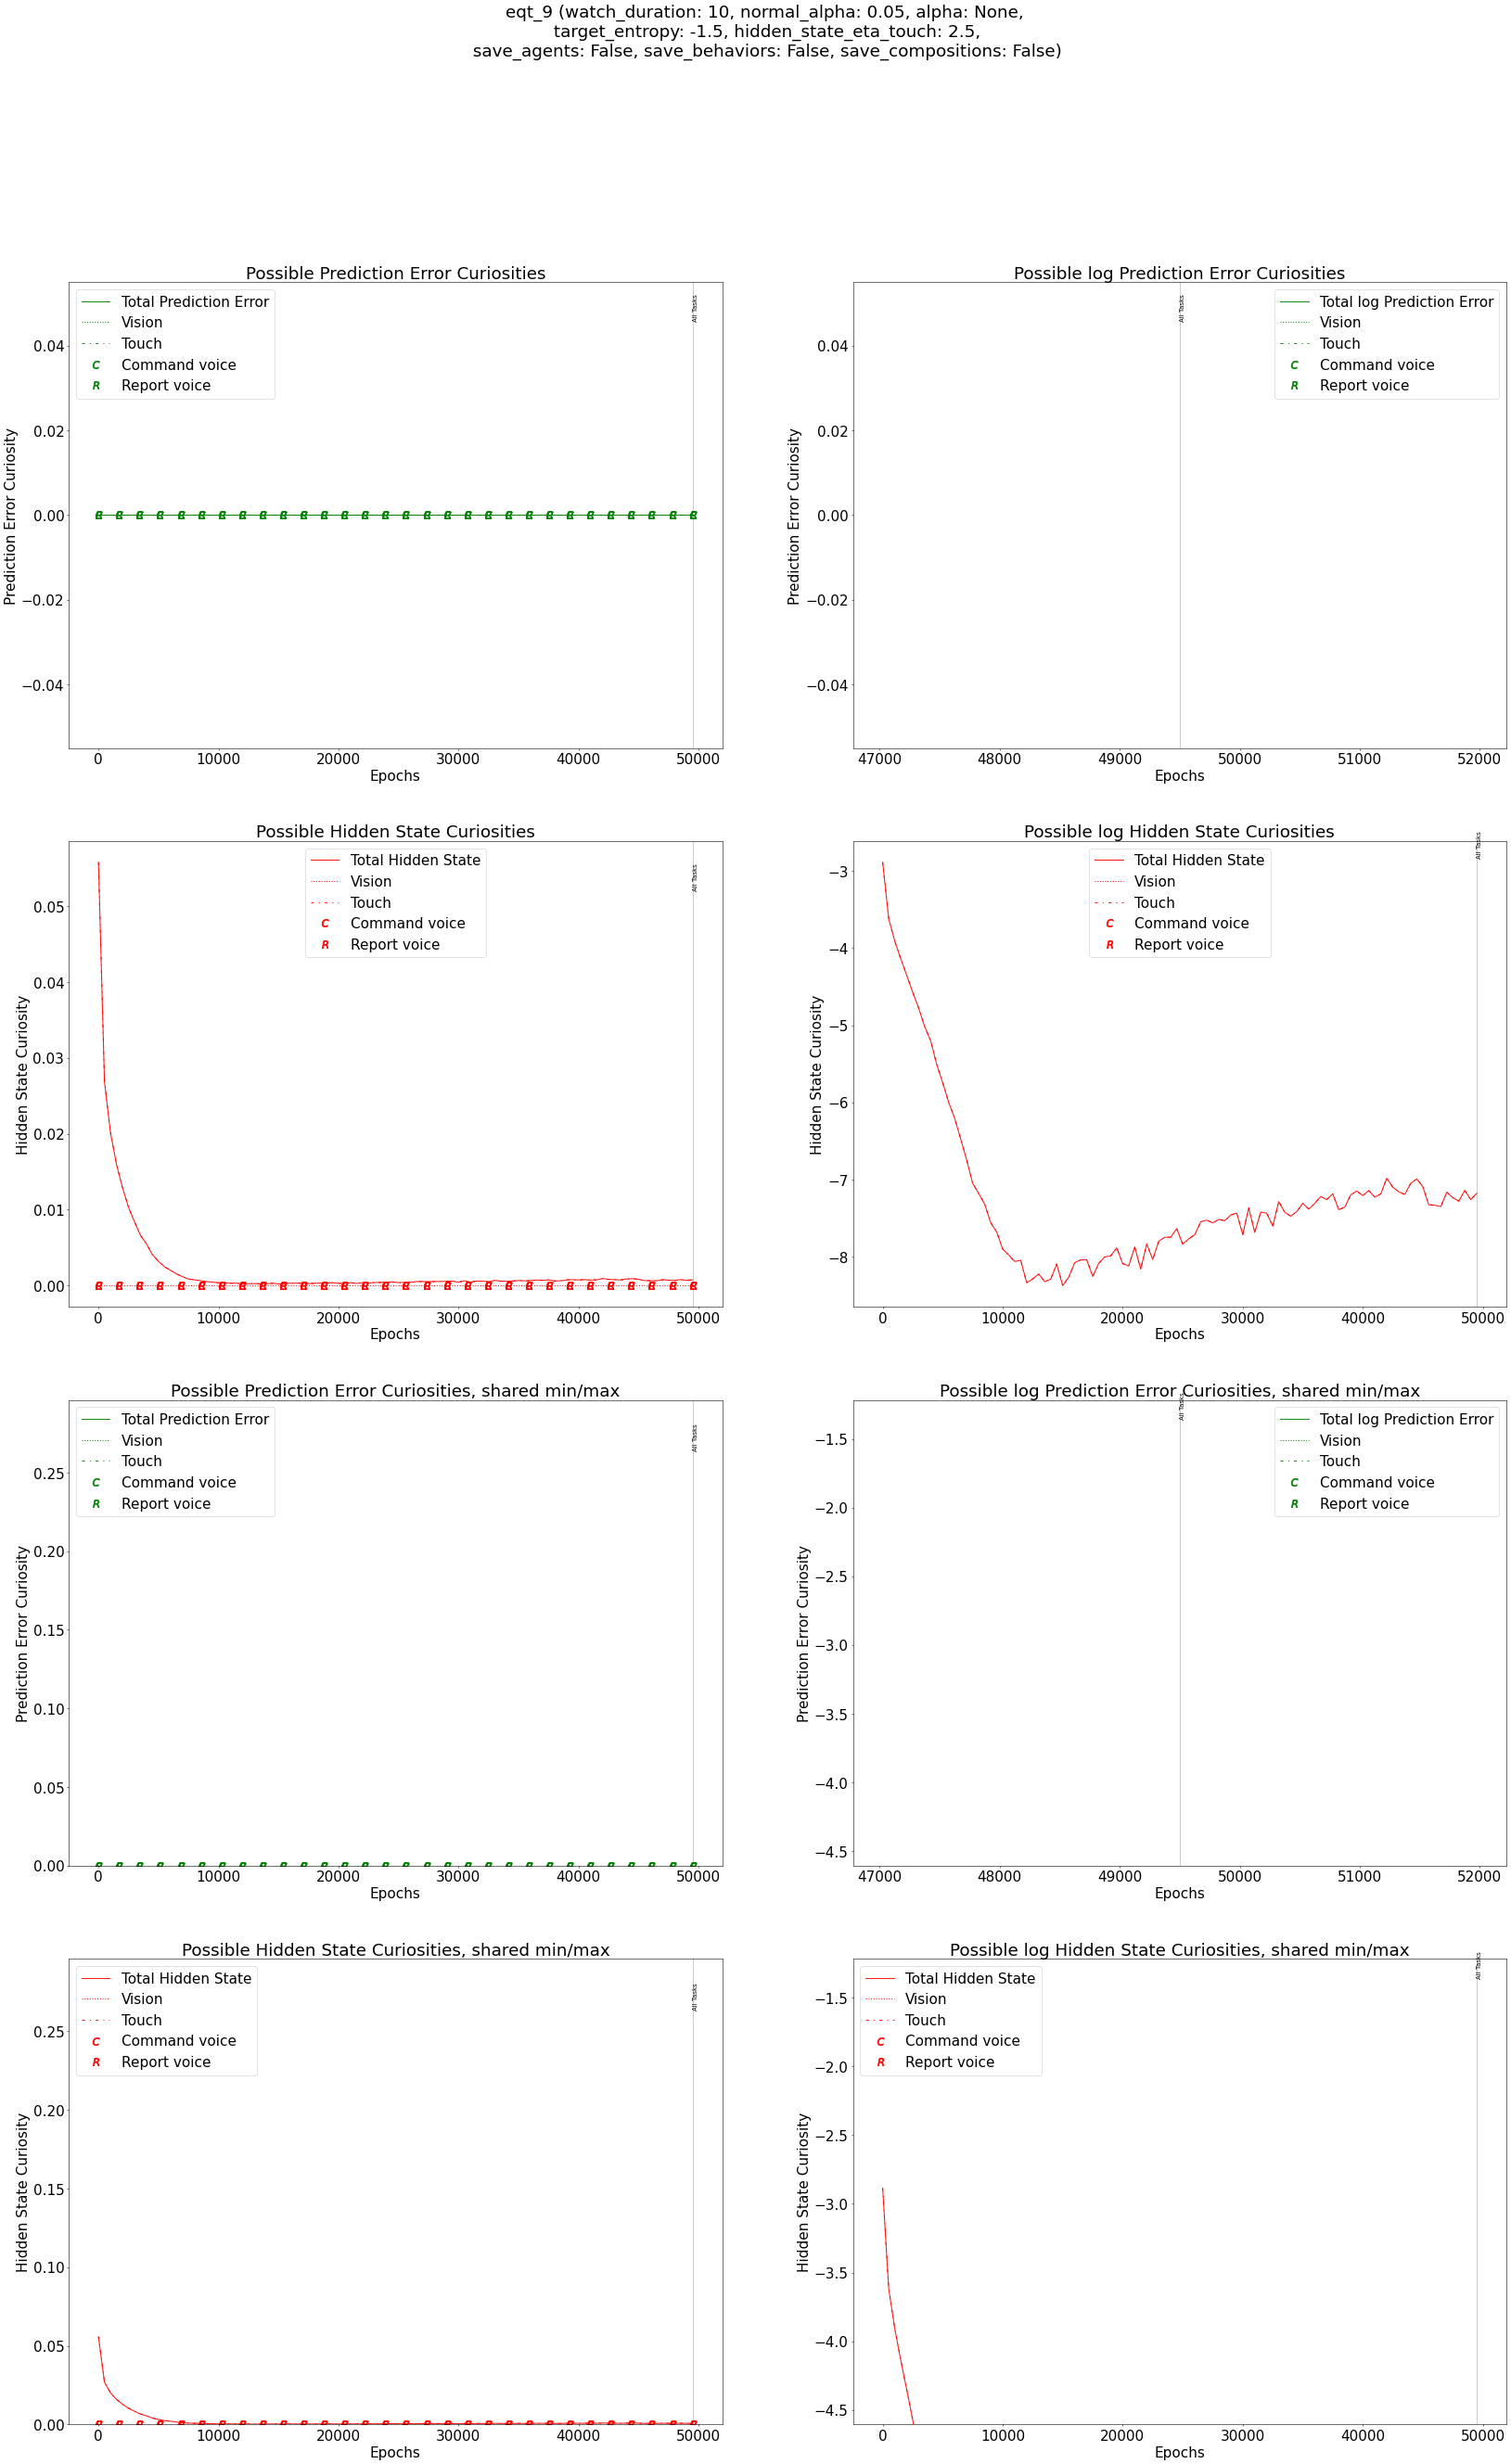 eqt_9 (watch_duration: 10, normal_alpha: 0.05, alpha: None,
target_entropy: -1.5, hidden_state_eta_touch: 2.5,
save_agents: False, save_behaviors: False, save_compositions: False)
Possible Prediction Error Curiosities
Total Prediction Error
Vision
Touch
C Command voice
R Report voice
All Tasks
0.04
0.02
0.00
−0.02
−0.04
Prediction Error Curiosity
0 10000 20000 30000 40000 50000
Epochs
Possible log Prediction Error Curiosities
Total log Prediction Error
Vision
Touch
C Command voice
R Report voice
All Tasks
0.04
0.02
0.00
−0.02
−0.04
Prediction Error Curiosity
47000 48000 49000 50000 51000 52000
Epochs
Possible Hidden State Curiosities
Total Hidden State
Vision
Touch
C Command voice
R Report voice
All Tasks
0.05
0.04
0.03
0.02
0.01
0.00
Hidden State Curiosity
0 10000 20000 30000 40000 50000
Epochs
Possible log Hidden State Curiosities
Total Hidden State
Vision
Touch
C Command voice
R Report voice
All Tasks
−3
−4
−5
−6
−7
−8
Hidden State Curiosity
0 10000 20000 30000 40000 50000
Epochs
Possible Prediction Error Curiosities, shared min/max
Total Prediction Error
Vision
Touch
C Command voice
R Report voice
All Tasks
0.25
0.20
0.15
0.10
0.05
0.00
Prediction Error Curiosity
0 10000 20000 30000 40000 50000
Epochs
Possible log Prediction Error Curiosities, shared min/max
Total log Prediction Error
Vision
Touch
C Command voice
R Report voice
All Tasks
−1.5
−2.0
−2.5
−3.0
−3.5
−4.0
−4.5
Prediction Error Curiosity
47000 48000 49000 50000 51000 52000
Epochs
Possible Hidden State Curiosities, shared min/max
Total Hidden State
Vision
Touch
C Command voice
R Report voice
All Tasks
0.25
0.20
0.15
0.10
0.05
0.00
Hidden State Curiosity
0 10000 20000 30000 40000 50000
Epochs
Possible log Hidden State Curiosities, shared min/max
Total Hidden State
Vision
Touch
C Command voice
R Report voice
All Tasks
−1.5
−2.0
−2.5
−3.0
−3.5
−4.0
−4.5
Hidden State Curiosity
0 10000 20000 30000 40000 50000
Epochs